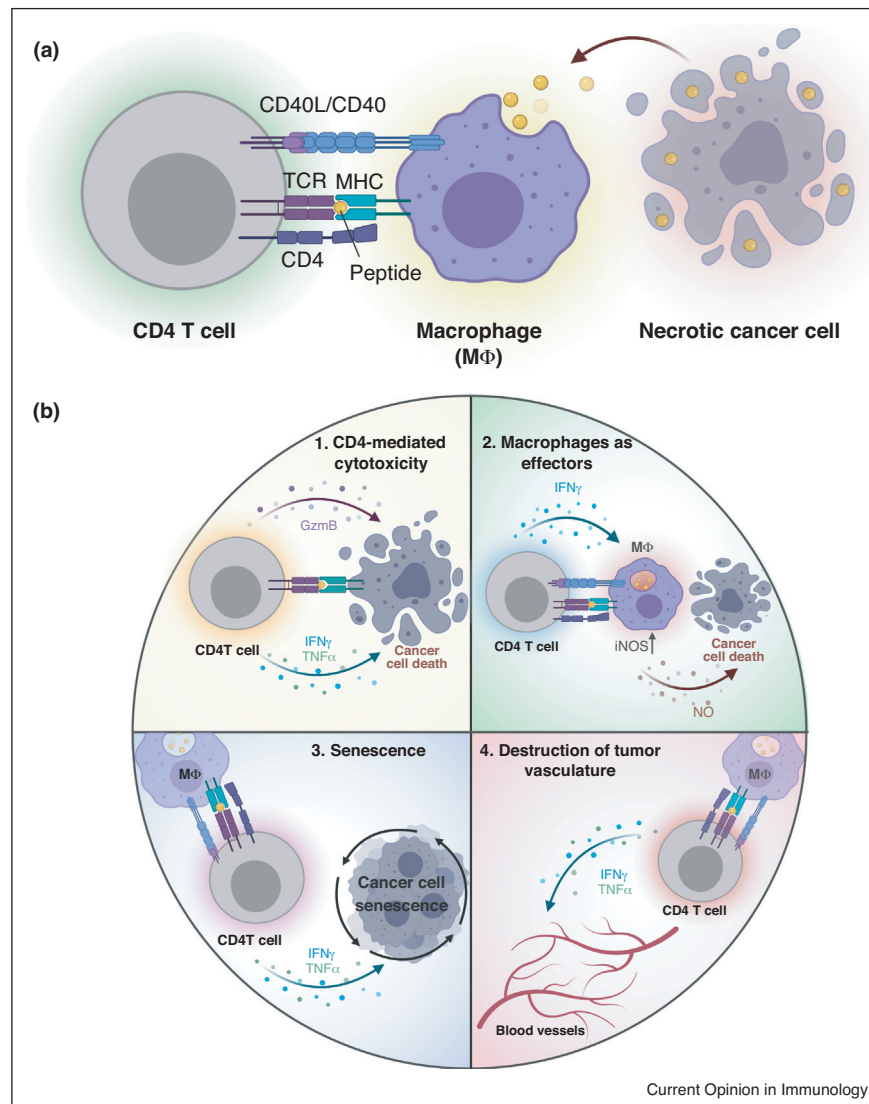 (a)
CD40L/CD40
TCR MHC
CD4
Peptide
CD4 T cell
Macrophage
(MΦ)
Necrotic cancer cell
(b)
1. CD4-mediated
cytotoxicity
GzmB
CD4T cell
IFNγ
TNFα
Cancer
cell death
2. Macrophages as
effectors
IFNγ
MΦ
CD4 T cell
iNOS
Cancer
cell death
NO
3. Senescence
MΦ
Cancer cell
senescence
CD4T cell
IFNγ
TNFα
4. Destruction of tumor
vasculature
MΦ
IFNγ
TNFα
CD4 T cell
Blood vessels
Current Opinion in Immunology